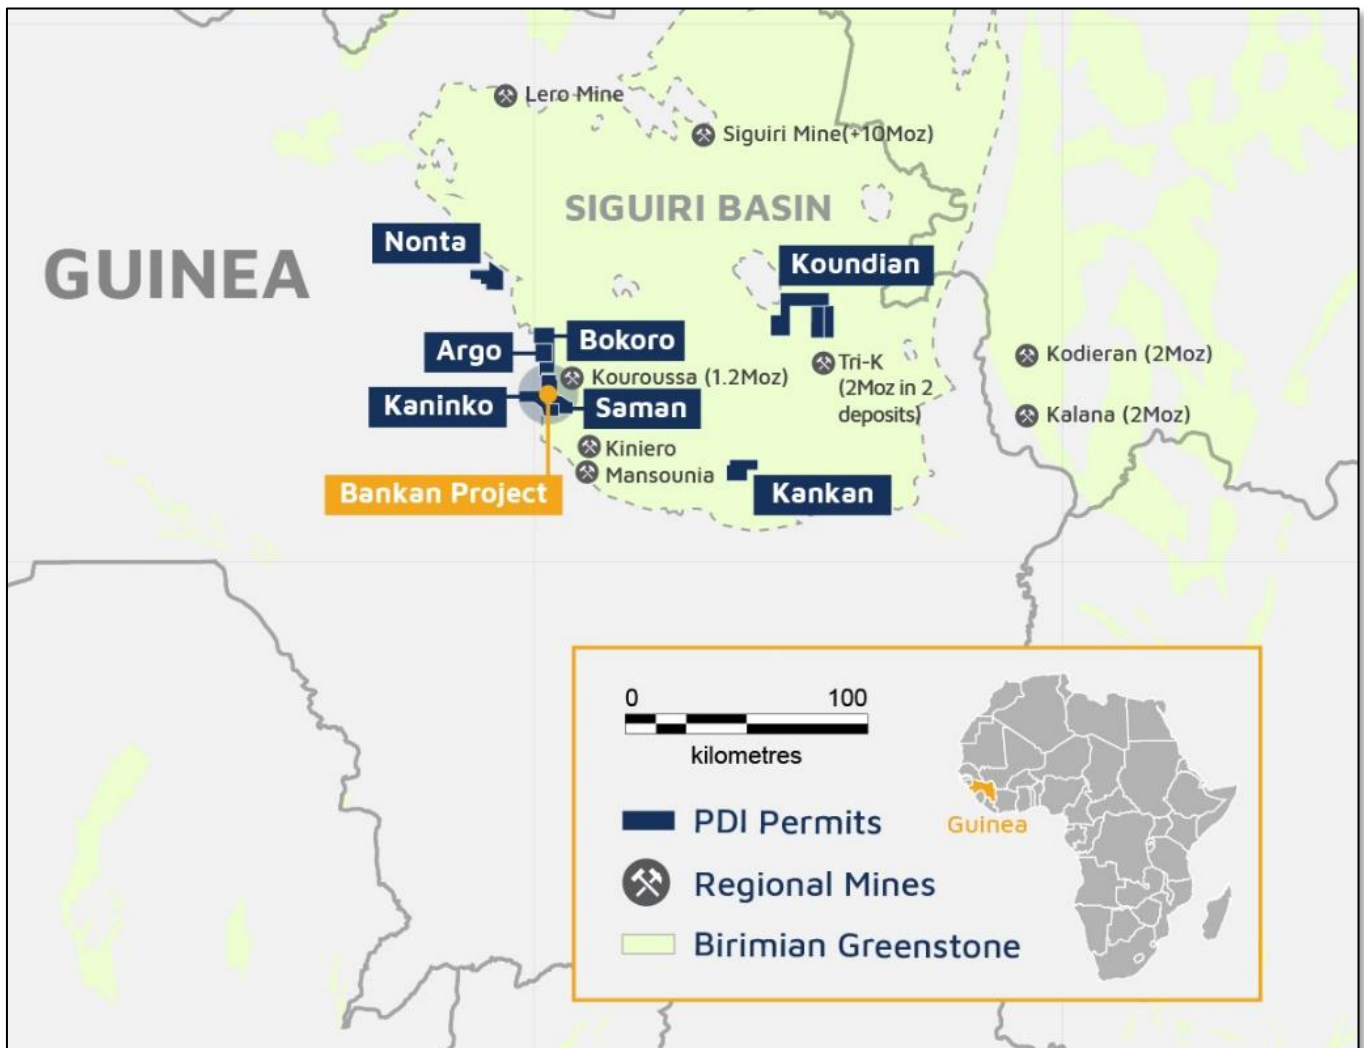 Lero Mine
Siguiri Mine(+10Moz)
SIGUIRI BASIN
Nonta
GUINEA
Koundian
Bokoro
Argo
Kouroussa (1.2Moz)
Tri-K
(2Moz in 2
deposits)
Kodieran (2Moz)
Kaninko
Saman
Kalana (2Moz)
Kiniero
Mansounia
Bankan Project
Kankan
0 100
kilometres
PDI Permits
Guinea
Regional Mines
Birimian Greenstone